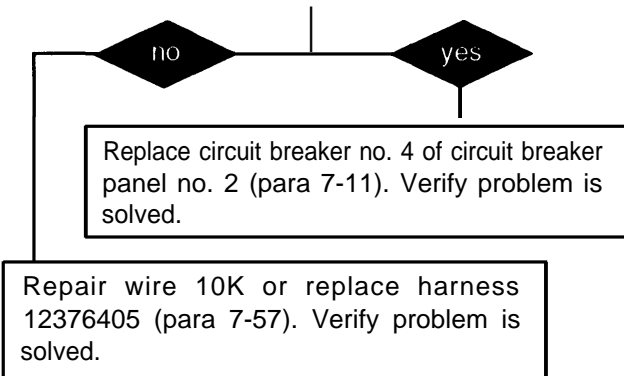 no
yes
Replace circuit breaker no. 4 of circuit breaker
panel no. 2 (para 7-11). Verify problem is
solved.
Repair wire 10K or replace harness
12376405 (para 7-57). Verify problem is
solved.